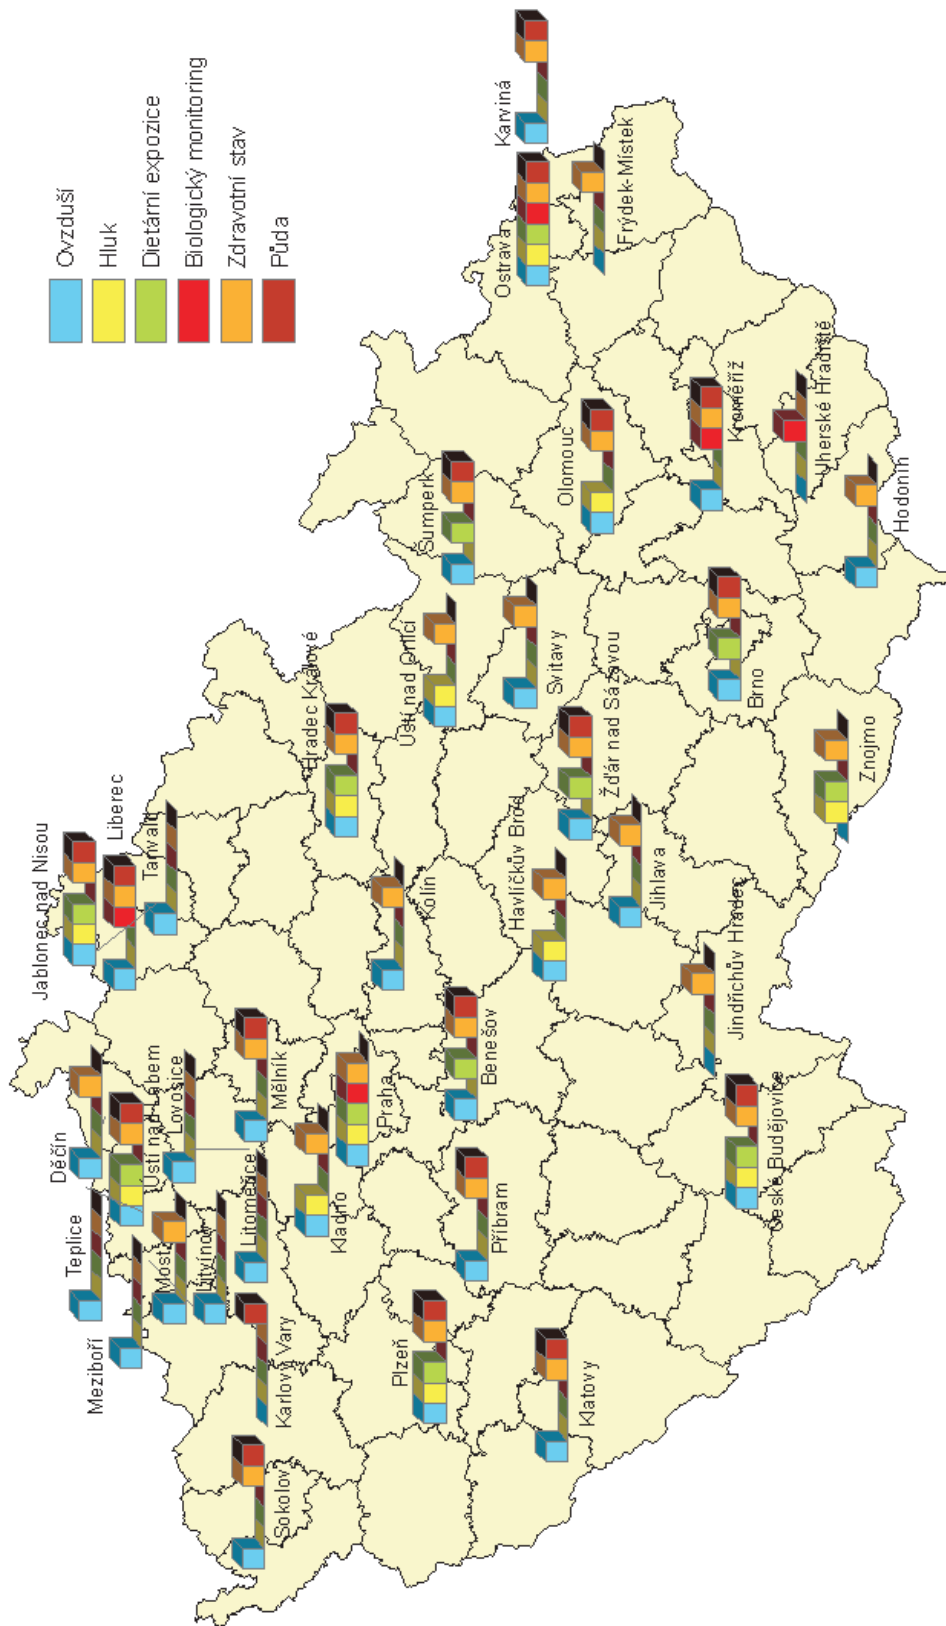 Ovzduší
Hluk
Dietární expozice
Biologický monitoring
Zdravotní stav
Půda
Jablonec nad Nisou
Liberec
Tanvald
Děčín
Ústí nad Labem
Lovosice
Teplice
Meziboří
Most
Litvínov
Litoměřice
Mělník
Karlovy Vary
Sokolov
Kladno
Praha
Kolín
Hradec Králové
Ústí nad Orlicí
Šumperk
Ostrava
Karviná
Frýdek-Místek
Plzeň
Příbram
Benešov
Havlíčkův Brod
Svitavy
Žďár nad Sázavou
Olomouc
Klatovy
Jihlava
Kroměříž
Uherské Hradiště
Brno
Jindřichův Hradec
České Budějovice
Znojmo
Hodonín